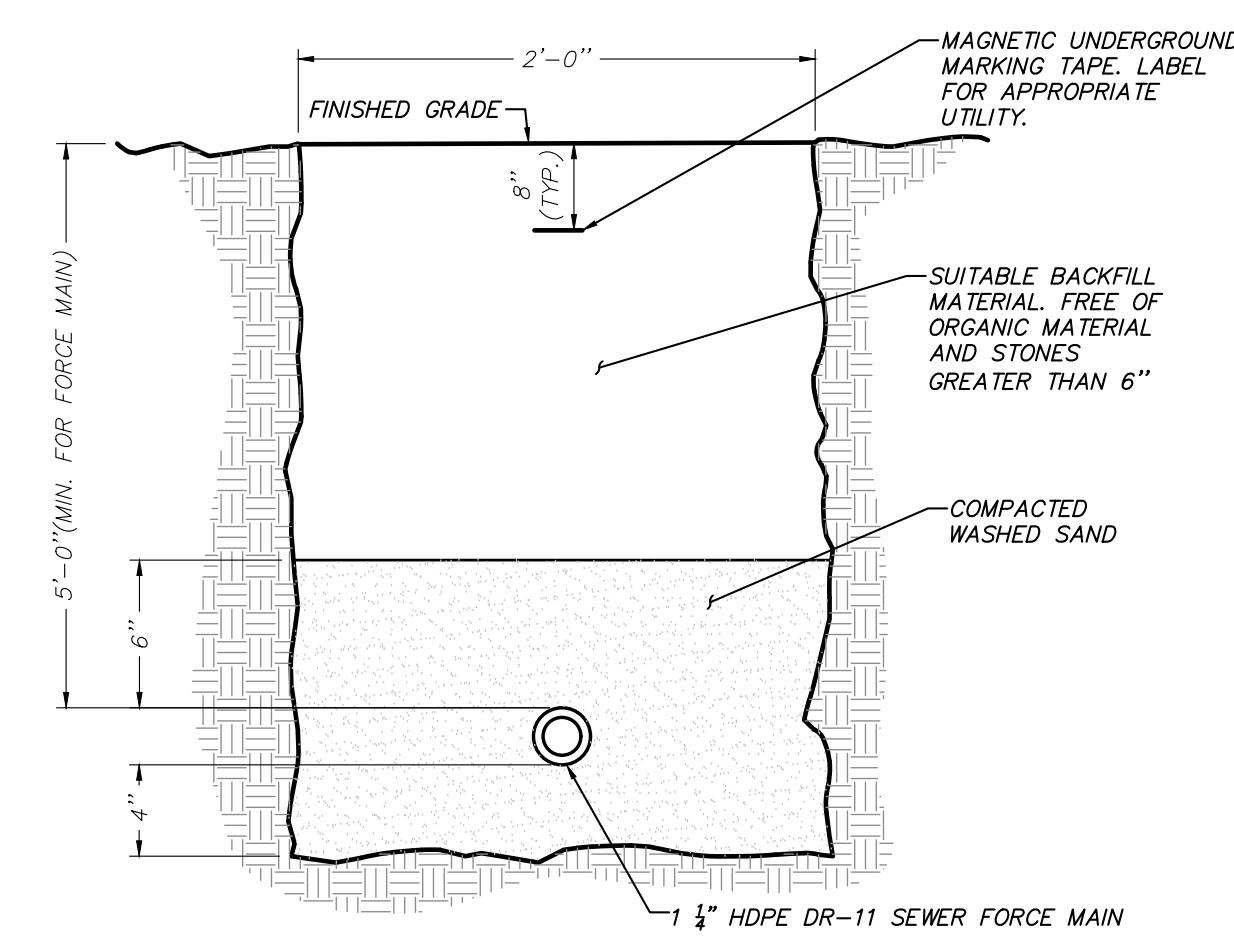 2'-0"
MAGNETIC UNDERGROUND
MARKING TAPE. LABEL
FOR APPROPRIATE
UTILITY.
FINISHED GRADE
8"
(TYP.)
5'-0"(MIN. FOR FORCE MAIN)
SUITABLE BACKFILL
MATERIAL. FREE OF
ORGANIC MATERIAL
AND STONES
GREATER THAN 6"
COMPACTED
WASHED SAND
6"
4"
1 1/4" HDPE DR-11 SEWER FORCE MAIN